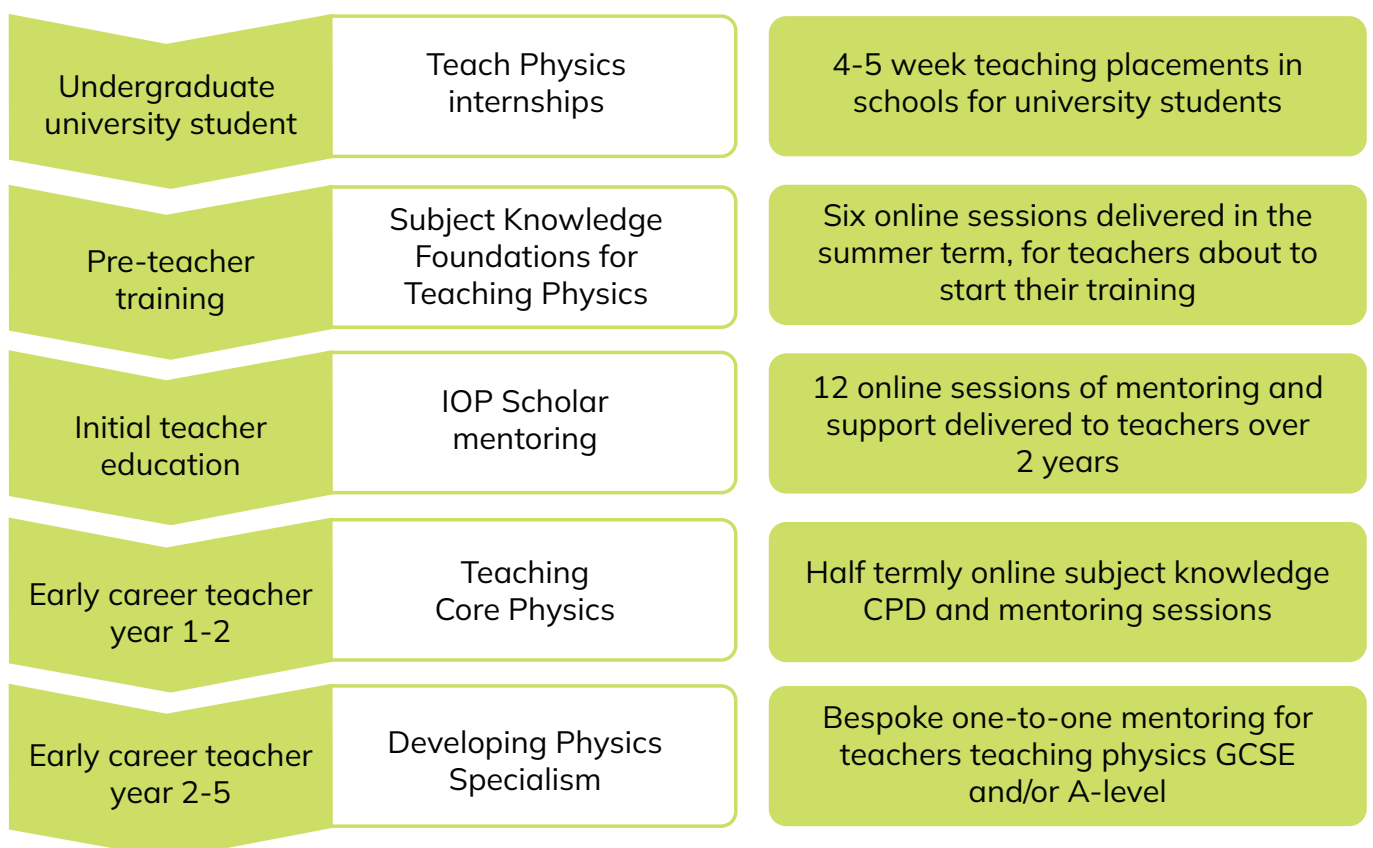 Undergraduate
university student
Teach Physics
internships
4-5 week teaching placements in
schools for university students
Pre-teacher
training
Subject Knowledge
Foundations for
Teaching Physics
Six online sessions delivered in the
summer term, for teachers about to
start their training
Initial teacher
education
IOP Scholar
mentoring
12 online sessions of mentoring and
support delivered to teachers over
2 years
Early career teacher
year 1-2
Teaching
Core Physics
Half termly online subject knowledge
CPD and mentoring sessions
Early career teacher
year 2-5
Developing Physics
Specialism
Bespoke one-to-one mentoring for
teachers teaching physics GCSE
and/or A-level